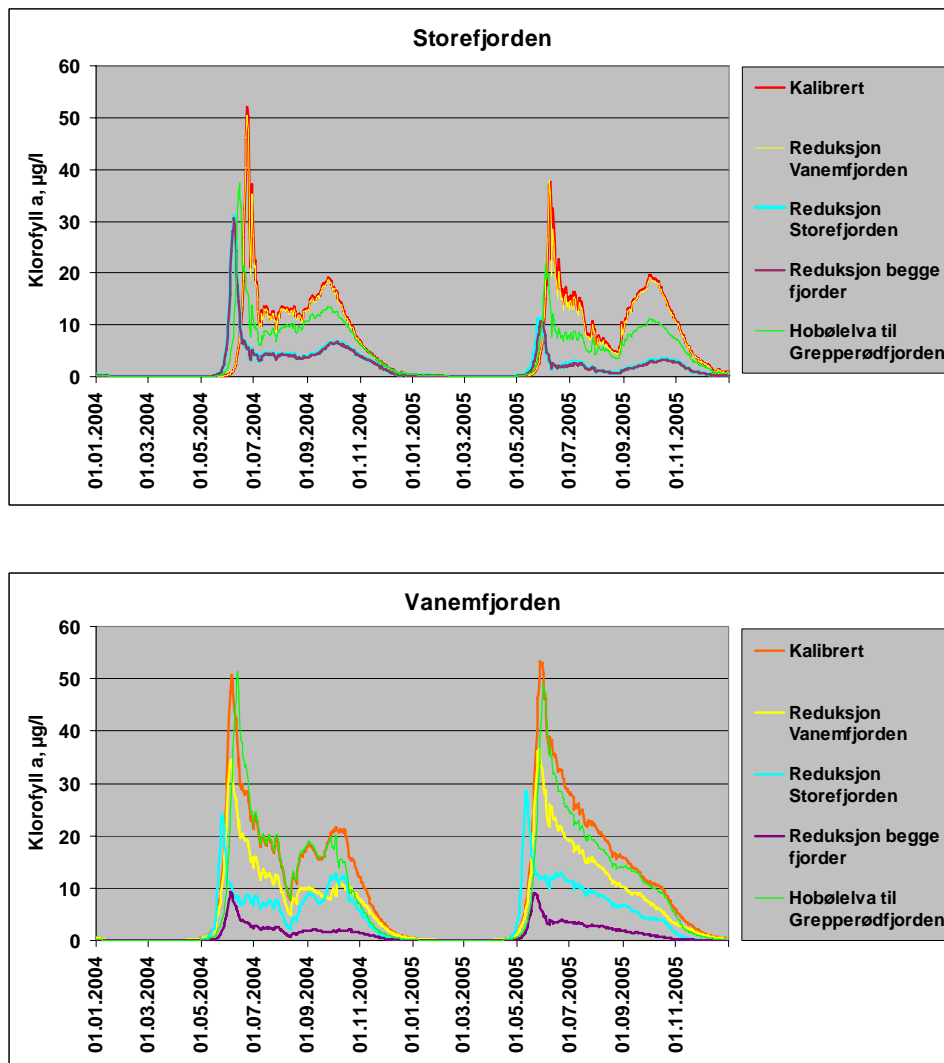 Storefjorden
Klorofyll a, µg/l
60
50
40
30
20
10
0
01.01.2004
01.03.2004
01.05.2004
01.07.2004
01.09.2004
01.11.2004
01.01.2005
01.03.2005
01.05.2005
01.07.2005
01.09.2005
01.11.2005
Kalibrert
Reduksjon
Vanemfjorden
Reduksjon
Storefjorden
Reduksjon begge
fjorder
Hobølelva til
Grepperødfjorden
Vanemfjorden
Klorofyll a, µg/l
60
50
40
30
20
10
0
01.01.2004
01.03.2004
01.05.2004
01.07.2004
01.09.2004
01.11.2004
01.01.2005
01.03.2005
01.05.2005
01.07.2005
01.09.2005
01.11.2005
Kalibrert
Reduksjon
Vanemfjorden
Reduksjon
Storefjorden
Reduksjon begge
fjorder
Hobølelva til
Grepperødfjorden